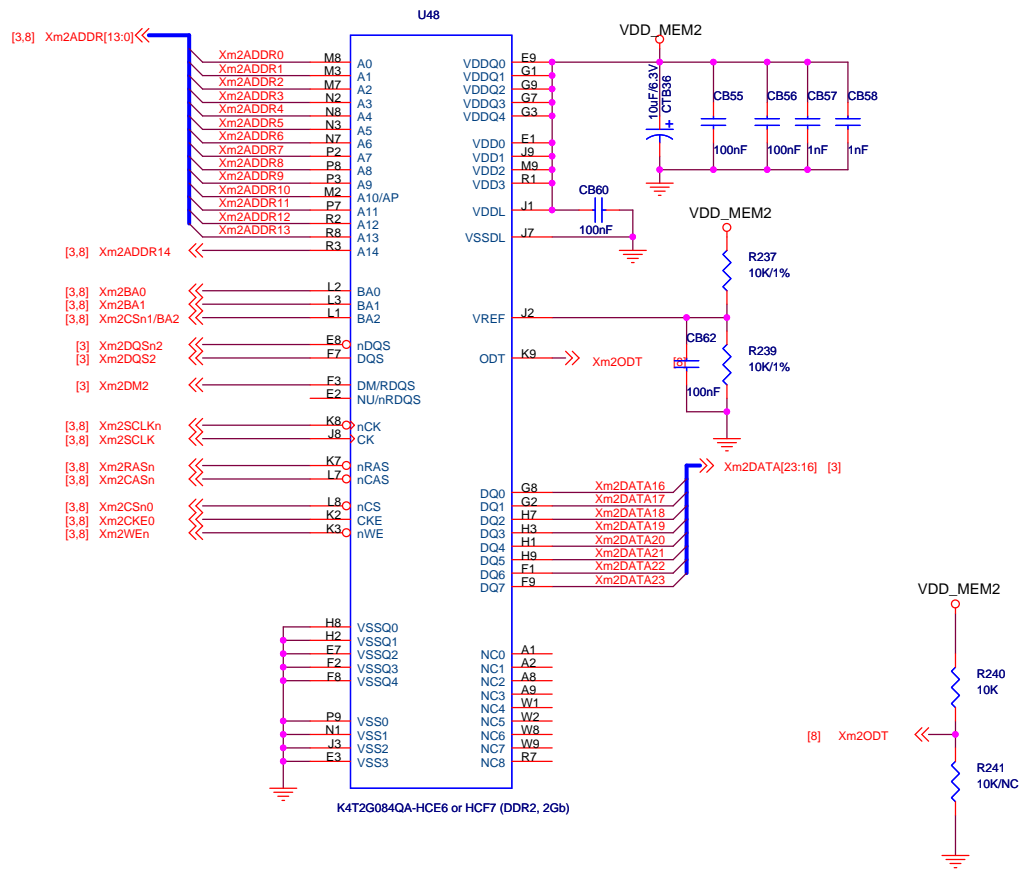 U48
[3,8] Xm2ADDR[13:0]
Xm2ADDR0 M8 A0
Xm2ADDR1 M3 A1
Xm2ADDR2 M7 A2
Xm2ADDR3 N2 A3
Xm2ADDR4 N8 A4
Xm2ADDR5 N3 A5
Xm2ADDR6 N7 A6
Xm2ADDR7 P2 A7
Xm2ADDR8 P8 A8
Xm2ADDR9 P3 A9
Xm2ADDR10 M2 A10/AP
Xm2ADDR11 P7 A11
Xm2ADDR12 R2 A12
Xm2ADDR13 R8 A13
[3,8] Xm2ADDR14 R3 A14
[3,8] Xm2BA0 L2 BA0
[3,8] Xm2BA1 L3 BA1
[3,8] Xm2CSn1/BA2 L1 BA2
[3] Xm2DQSn2 E8 nDQS
[3] Xm2DQS2 F7 DQS
[3] Xm2DM2 F3 DM/RDQS
E2 NU/nRDQS
[3,8] Xm2SCLKn K8 nCK
[3,8] Xm2SCLK J8 CK
[3,8] Xm2RASn K7 nRAS
[3,8] Xm2CASn L7 nCAS
[3,8] Xm2CSn0 L8 nCS
[3,8] Xm2CKE0 K2 CKE
[3,8] Xm2WEn K3 nWE
H8 VSSQ0
H2 VSSQ1
E7 VSSQ2
F2 VSSQ3
F8 VSSQ4
P9 VSS0
N1 VSS1
J3 VSS2
E3 VSS3
VDDQ0 E9
VDDQ1 G1
VDDQ2 G9
VDDQ3 G7
VDDQ4 G3
VDD0 E1
VDD1 J9
VDD2 M9
VDD3 R1
VDDL J1
VSSDL J7
VREF J2
ODT K9 Xm2ODT [8]
Xm2DATA[23:16] [3]
DQ0 G8 Xm2DATA16
DQ1 G2 Xm2DATA17
DQ2 H7 Xm2DATA18
DQ3 H3 Xm2DATA19
DQ4 H1 Xm2DATA20
DQ5 H9 Xm2DATA21
DQ6 F1 Xm2DATA22
DQ7 F9 Xm2DATA23
NC0 A1
NC1 A2
NC2 A8
NC3 A9
NC4 W1
NC5 W2
NC6 W8
NC7 W9
NC8 R7
K4T2G084QA-HCE6 or HCF7 (DDR2, 2Gb)
VDD_MEM2
10uF/6.3V
CTB36
+
CB55
100nF
CB56
100nF
CB57
1nF
CB58
1nF
CB60
100nF
VDD_MEM2
R237
10K/1%
CB62
100nF
R239
10K/1%
VDD_MEM2
R240
10K
[8] Xm2ODT
R241
10K/NC